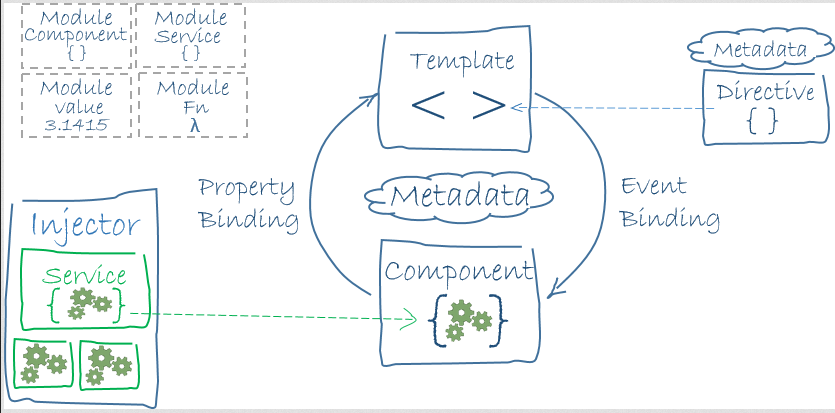 Module
Component
{ }
Module
Service
{ }
Module
value
3.1415
Module
Fn
λ
Template
< >
Metadata
Directive
{ }
Property
Binding
Metadata
Event
Binding
Injector
Service
{ }
Component
{ }